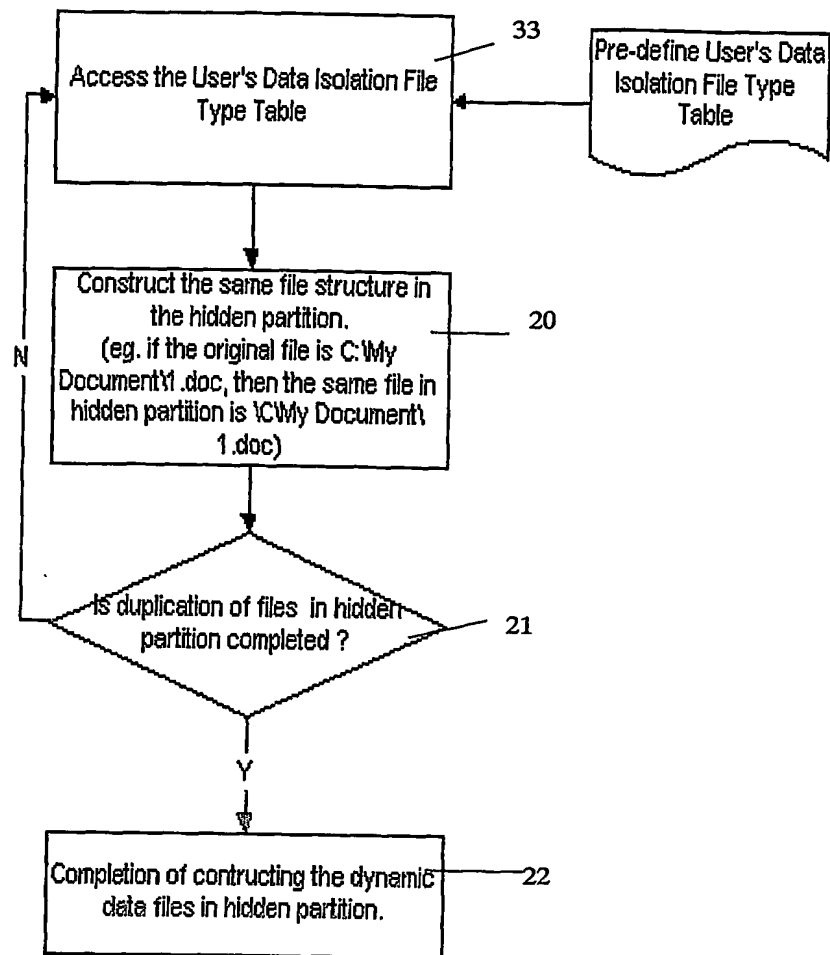 33
Access the User's Data Isolation File
Type Table
Pre-define User's Data
Isolation File Type
Table
Construct the same file structure in
the hidden partition.
(eg. if the original file is C:\My
Document\1.doc, then the same file in
hidden partition is \C\My Document\
1.doc)
20
N
Is duplication of files in hidden
partition completed ?
21
Y
Completion of contructing the dynamic
data files in hidden partition.
22